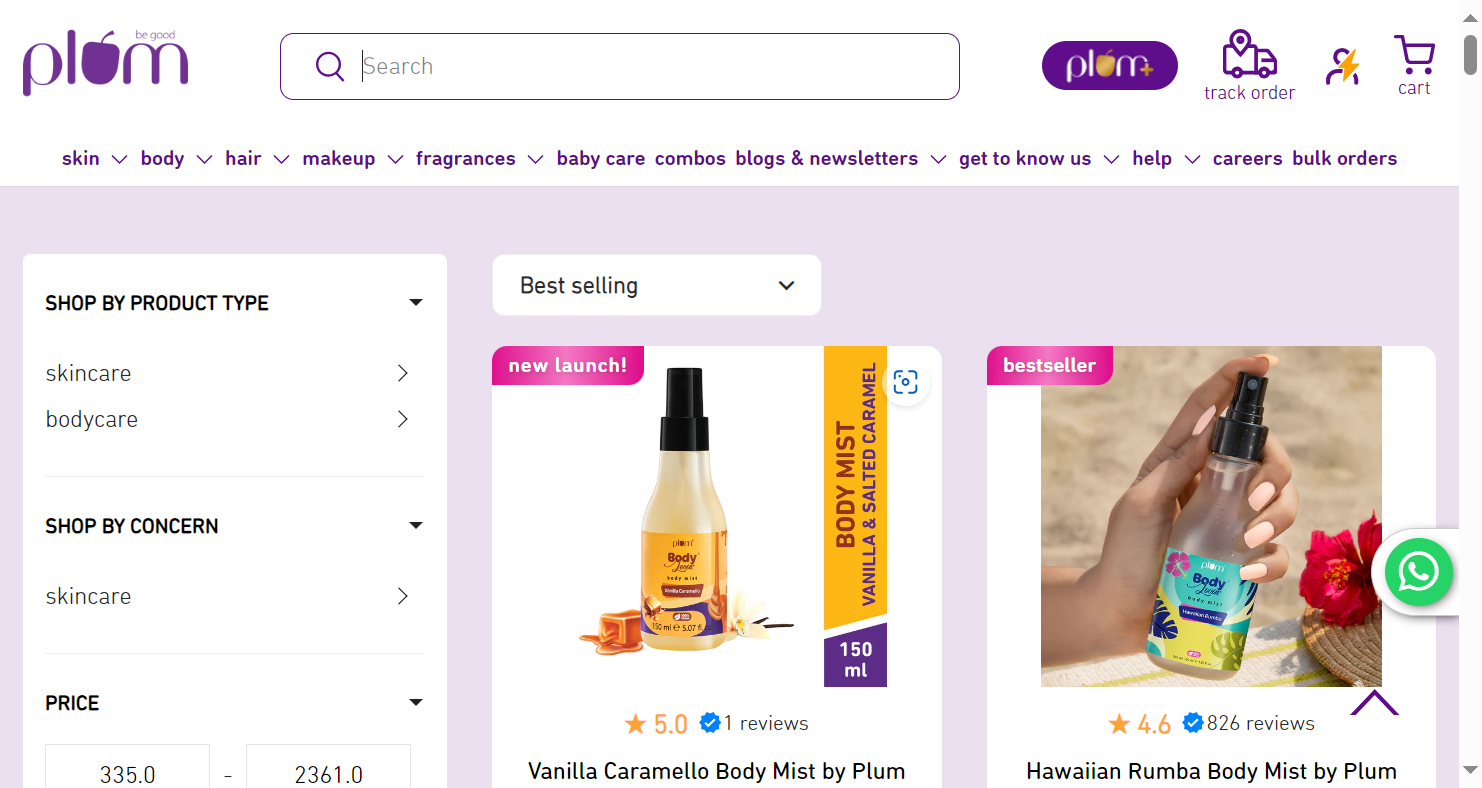 be good
plum
Search
plum+
track order
cart
skin body hair makeup fragrances baby care combos blogs & newsletters get to know us help careers bulk orders
SHOP BY PRODUCT TYPE
skincare
bodycare
SHOP BY CONCERN
skincare
PRICE
335.0 - 2361.0
Best selling
new launch!
BODY MIST
VANILLA & SALTED CARAMEL
150
ml
plum
Body
Lovin'
body mist
Vanilla Caramello
150 ml e 5.07
5.0 1 reviews
Vanilla Caramello Body Mist by Plum
bestseller
plum
Body
Lovin'
body mist
Hawaiian Rumba
4.6 826 reviews
Hawaiian Rumba Body Mist by Plum